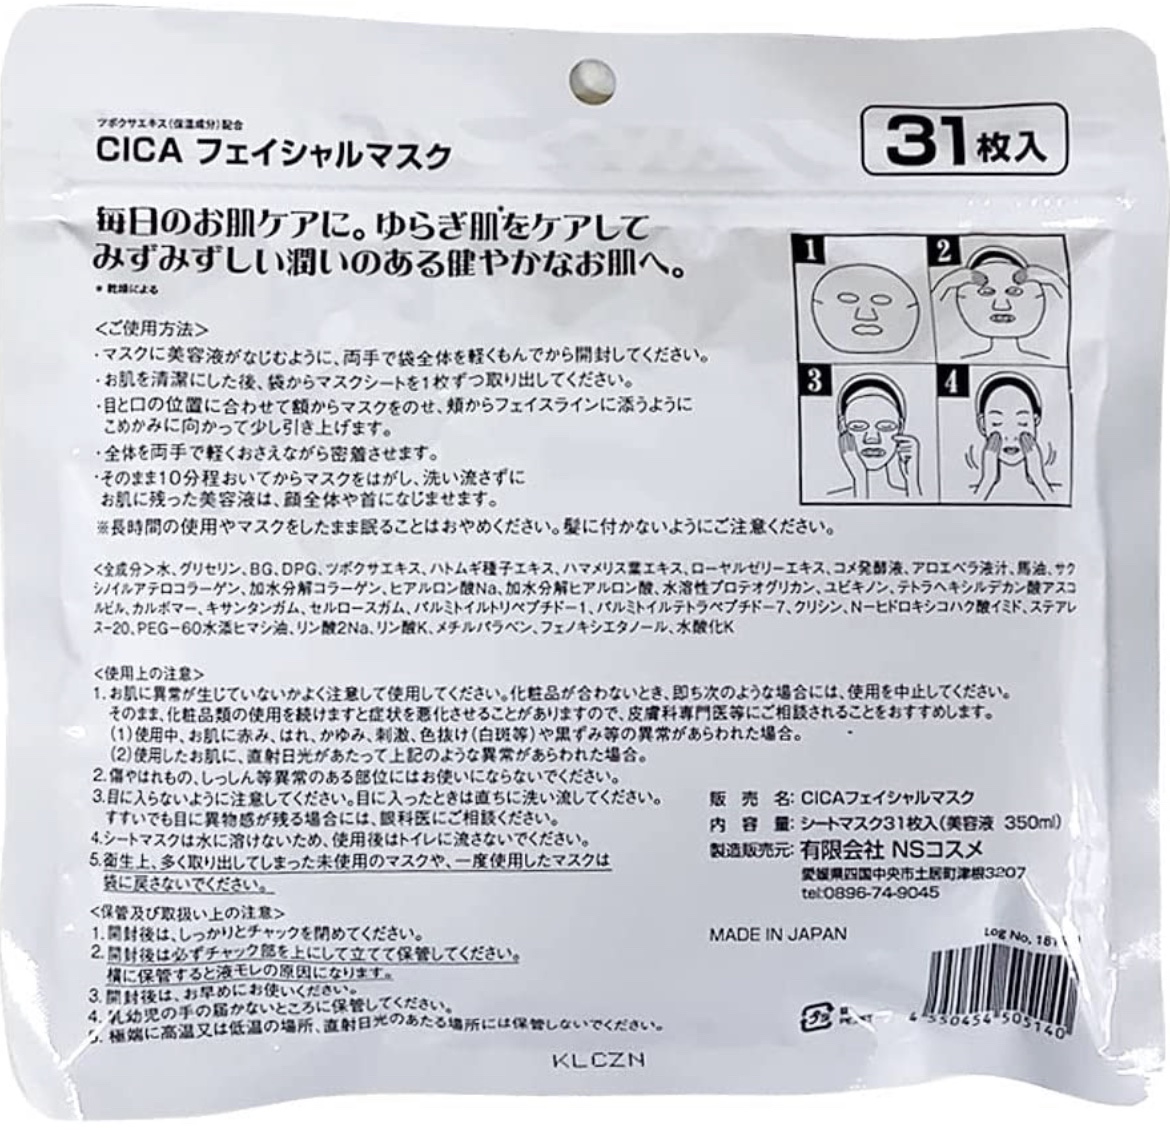 ツボクサエキス(保湿成分)配合
CICA フェイシャルマスク
31枚入
毎日のお肌ケアに。ゆらぎ肌*をケアして
みずみずしい潤いのある健やかなお肌へ。
* 乾燥による
1
2
3
4
<ご使用方法>
・マスクに美容液がなじむように、両手で袋全体を軽くもんでから開封してください。
・お肌を清潔にした後、袋からマスクシートを1枚ずつ取り出してください。
・目と口の位置に合わせて額からマスクをのせ、頬からフェイスラインに添うように
こめかみに向かって少し引き上げます。
・全体を両手で軽くおさえながら密着させます。
・そのまま10分程おいてからマスクをはがし、洗い流さずに
お肌に残った美容液は、顔全体や首になじませます。
※長時間の使用やマスクをしたまま眠ることはおやめください。髪に付かないようにご注意ください。
<全成分>水、グリセリン、BG、DPG、ツボクサエキス、ハトムギ種子エキス、ハマメリス葉エキス、ローヤルゼリーエキス、コメ発酵液、アロエベラ液汁、馬油、サク
シノイルアテロコラーゲン、加水分解コラーゲン、ヒアルロン酸Na、加水分解ヒアルロン酸、水溶性プロテオグリカン、ユビキノン、テトラヘキシルデカン酸アスコ
ルビル、カルボマー、キサンタンガム、セルロースガム、パルミトイルトリペプチド-1、パルミトイルテトラペプチド-7、クリシン、N-ヒドロキシコハク酸イミド、ステアレ
ス-20、PEG-60水添ヒマシ油、リン酸2Na、リン酸K、メチルパラベン、フェノキシエタノール、水酸化K
<使用上の注意>
1. お肌に異常が生じていないかよく注意して使用してください。化粧品が合わないとき、即ち次のような場合には、使用を中止してください。
そのまま、化粧品類の使用を続けますと症状を悪化させることがありますので、皮膚科専門医等にご相談されることをおすすめします。
(1)使用中、お肌に赤み、はれ、かゆみ、刺激、色抜け(白斑等)や黒ずみ等の異常があらわれた場合。
(2)使用したお肌に、直射日光があたって上記のような異常があらわれた場合。
2. 傷やはれもの、しっしん等異常のある部位にはお使いにならないでください。
3. 目に入らないように注意してください。目に入ったときは直ちに洗い流してください。
すすいでも目に異物感が残る場合には、眼科医にご相談ください。
4. シートマスクは水に溶けないため、使用後はトイレに流さないでください。
5. 衛生上、多く取り出してしまった未使用のマスクや、一度使用したマスクは
袋に戻さないでください。
<保管及び取扱い上の注意>
1. 開封後は、しっかりとチャックを閉めてください。
2. 開封後は必ずチャック部を上にして立てて保管してください。
横に保管すると液モレの原因になります。
3. 開封後は、お早めにお使いください。
4. 乳幼児の手の届かないところに保管してください。
5. 極端に高温又は低温の場所、直射日光のあたる場所には保管しないでください。
販 売 名: CICAフェイシャルマスク
内 容 量: シートマスク31枚入(美容液 350ml)
製造販売元: 有限会社 NSコスメ
愛媛県四国中央市土居町津根3207
tel:0896-74-9045
MADE IN JAPAN
Log No.
4 550454 505140
KLCZN